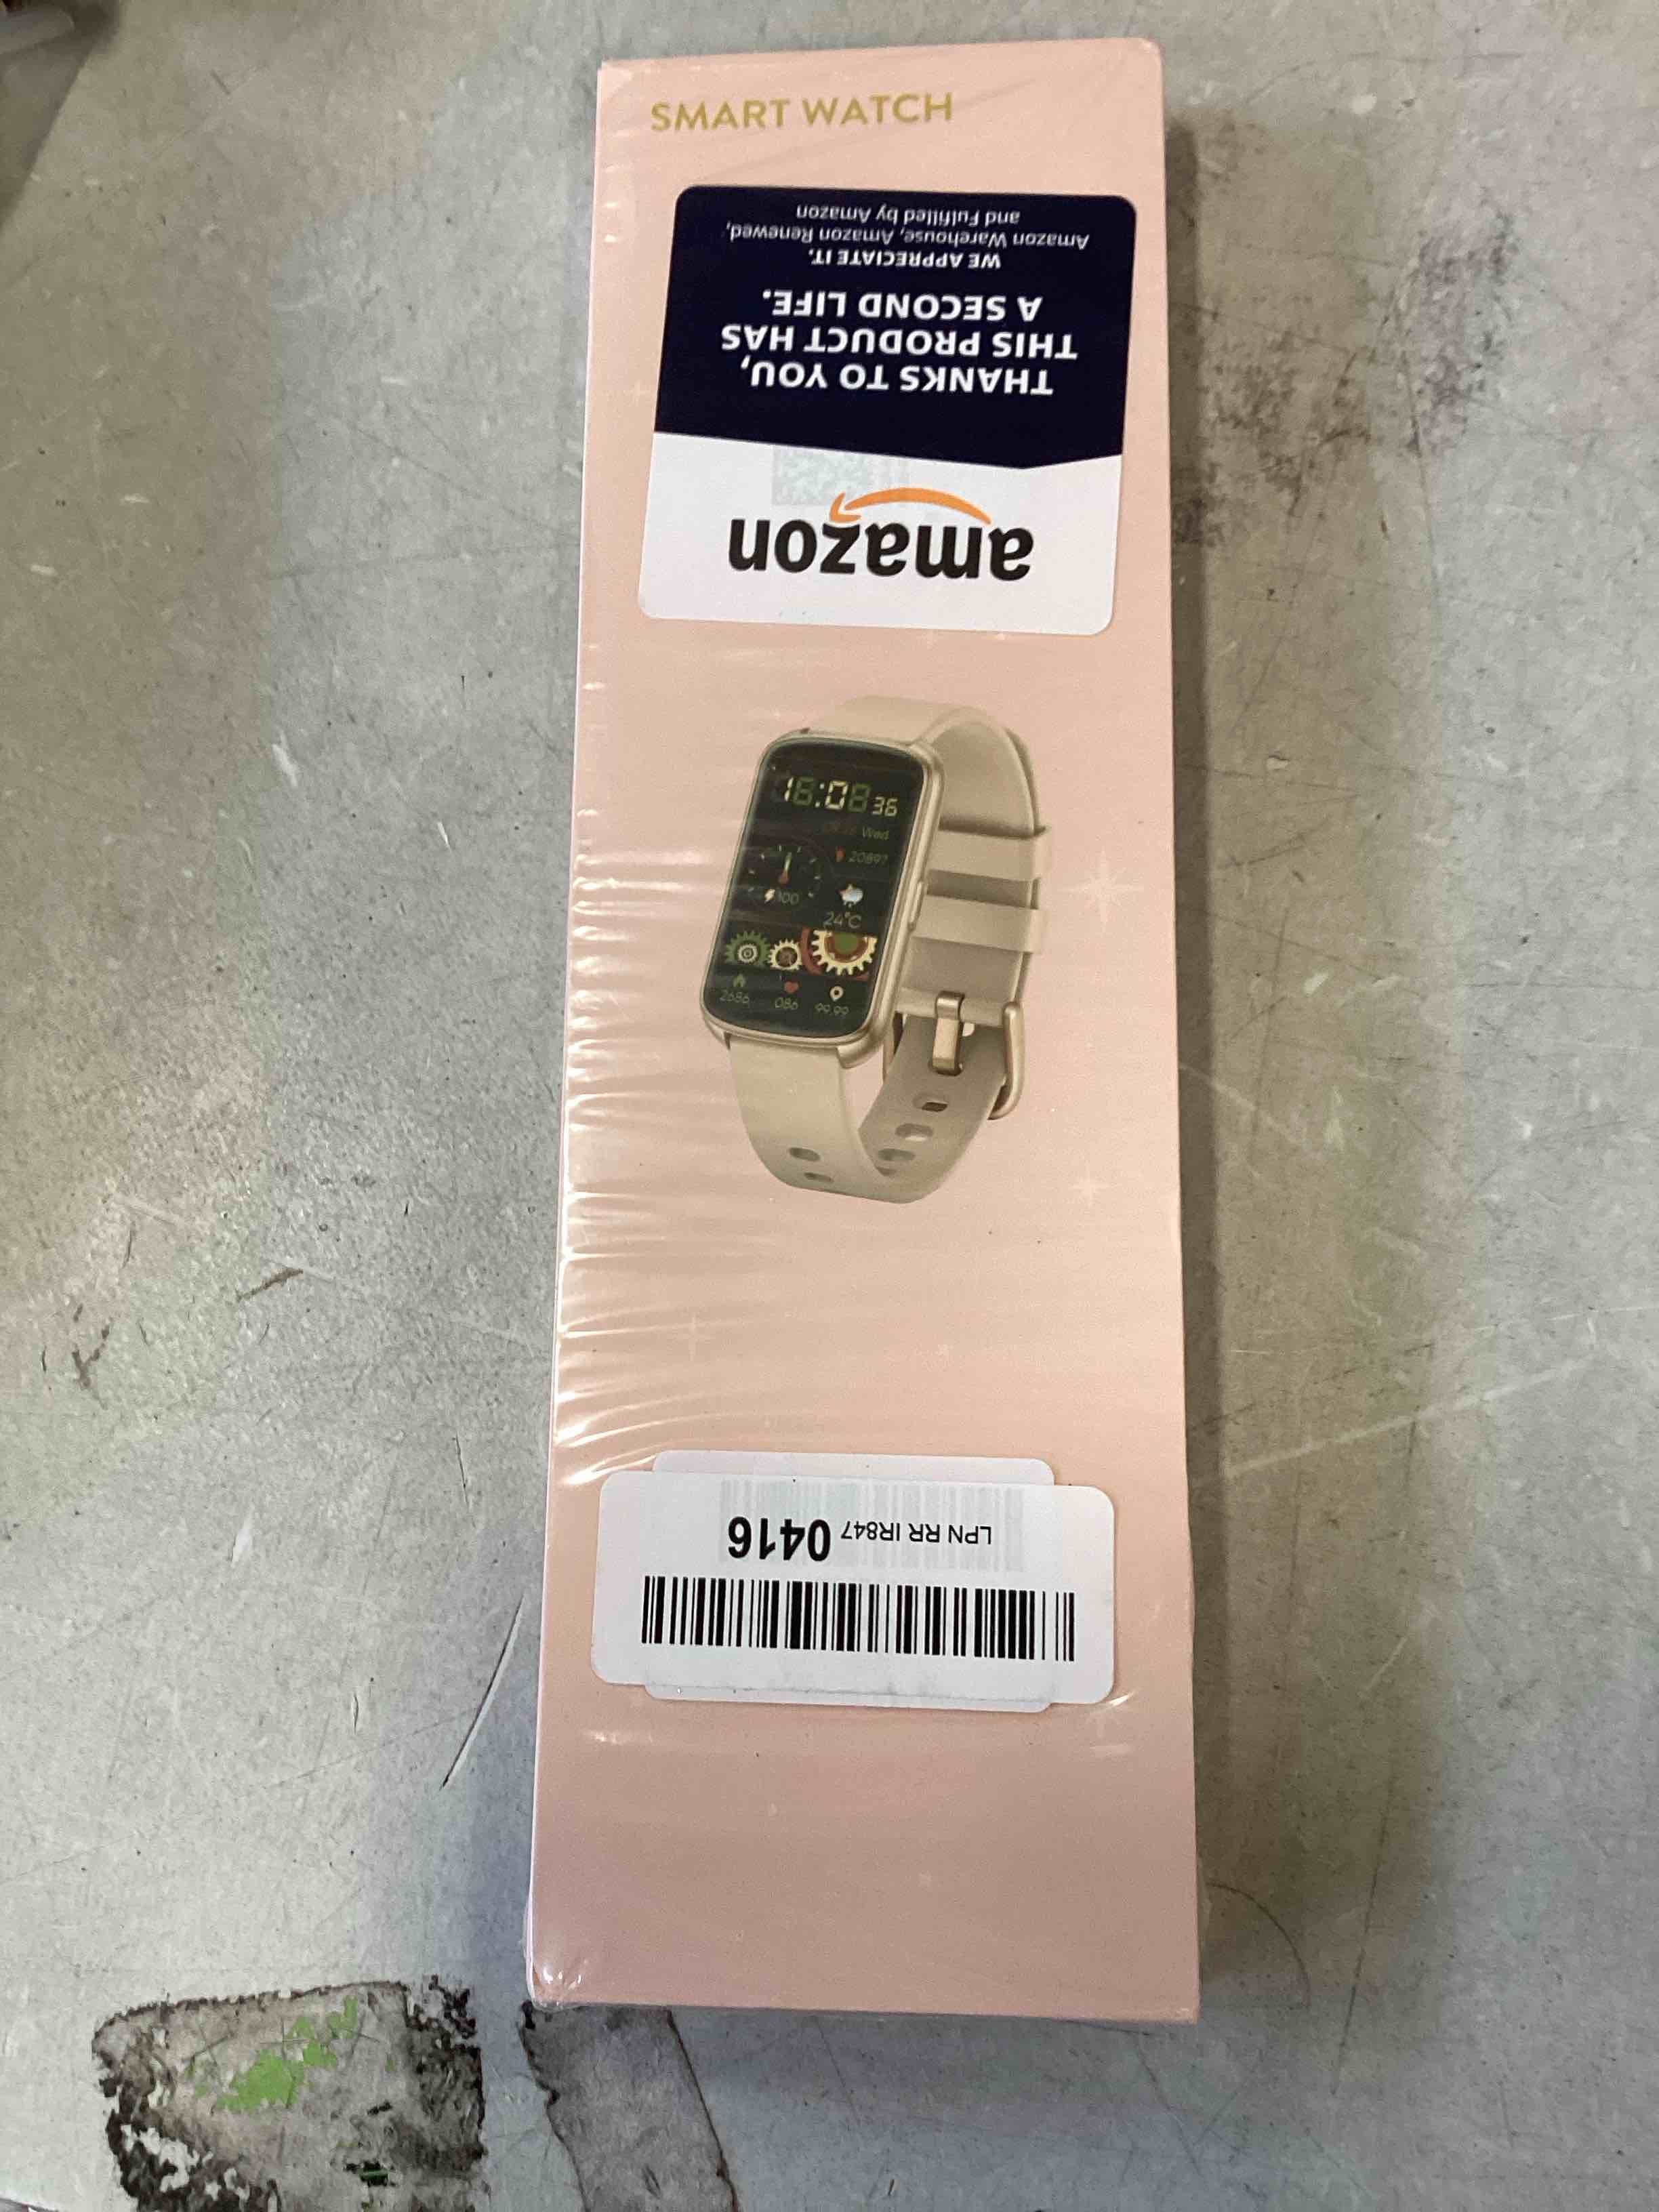 SMART WATCH
amazon
THANKS TO YOU,
THIS PRODUCT HAS
A SECOND LIFE.
WE APPRECIATE IT.
Amazon Warehouse, Amazon Renewed,
and Fulfilled by Amazon
16:08 36
Wed
20897
100
24°C
2686 086 99.99
LPN RR IR847 0416